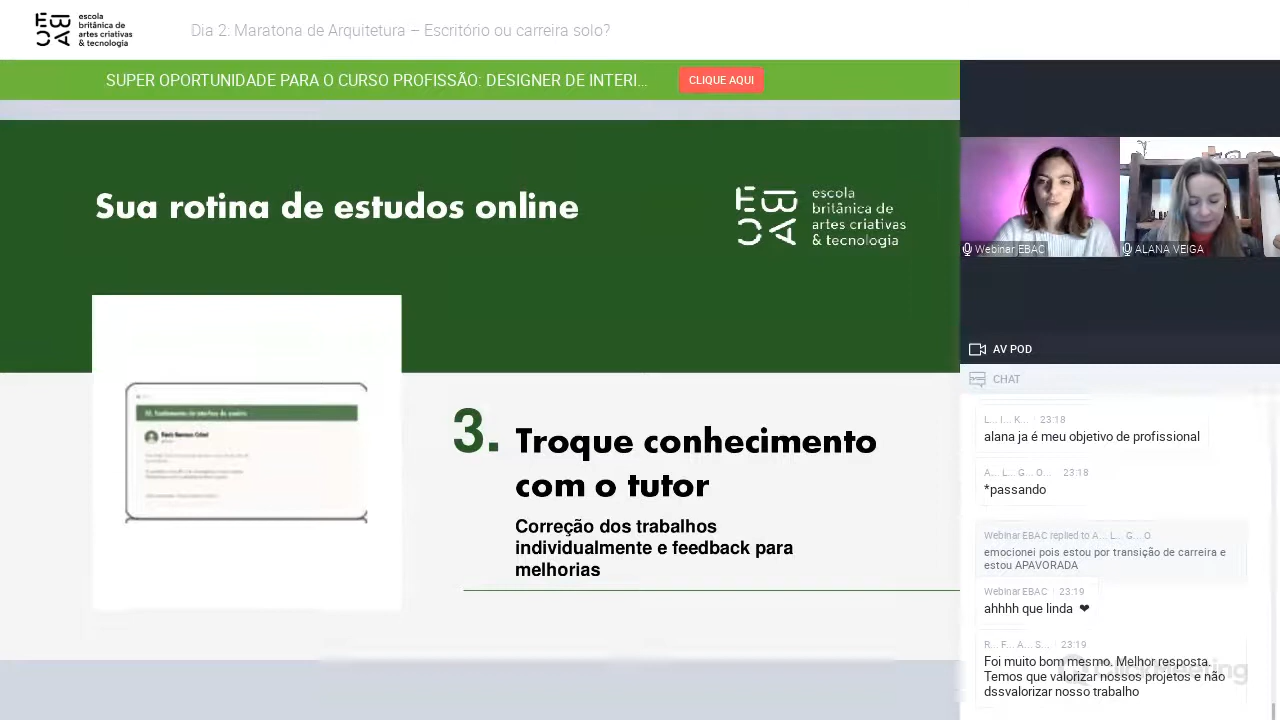 escola
britânica de
artes criativas
& tecnologia
Dia 2: Maratona de Arquitetura – Escritório ou carreira solo?
SUPER OPORTUNIDADE PARA O CURSO PROFISSÃO: DESIGNER DE INTERI...
CLIQUE AQUI
Sua rotina de estudos online
EBAC
escola
britânica de
artes criativas
& tecnologia
3. Troque conhecimento
com o tutor
Correção dos trabalhos
individualmente e feedback para
melhorias
Webinar EBAC
ALANA VEIGA
AV POD
CHAT
L... I... K... 23:18
alana ja é meu objetivo de profissional
A... L... G... O... 23:18
*passando
Webinar EBAC replied to A... L... G... O
emocionei pois estou por transição de carreira e
estou APAVORADA
Webinar EBAC 23:19
ahhhh que linda ❤
R... F... A... S... 23:19
Foi muito bom mesmo. Melhor resposta.
Temos que valorizar nossos projetos e não
dssvalorizar nosso trabalho
ClickMeeting